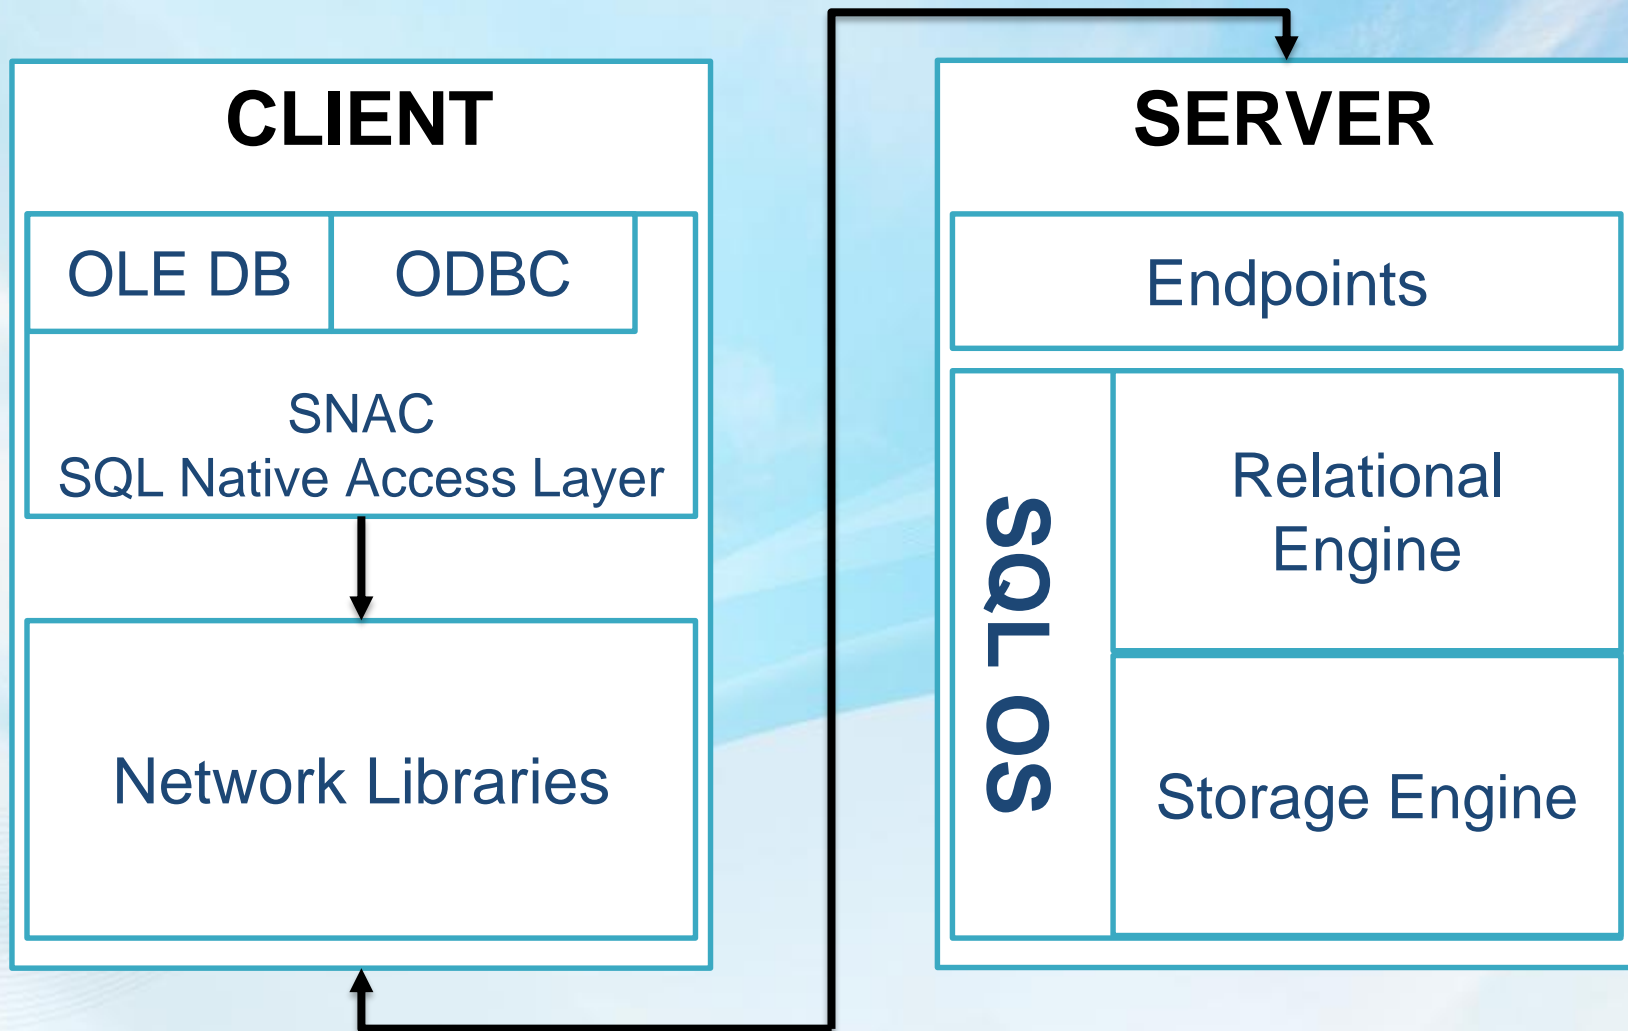 CLIENT
OLE DB
ODBC
SNAC
SQL Native Access Layer
Network Libraries
SERVER
Endpoints
SQL OS
Relational
Engine
Storage Engine